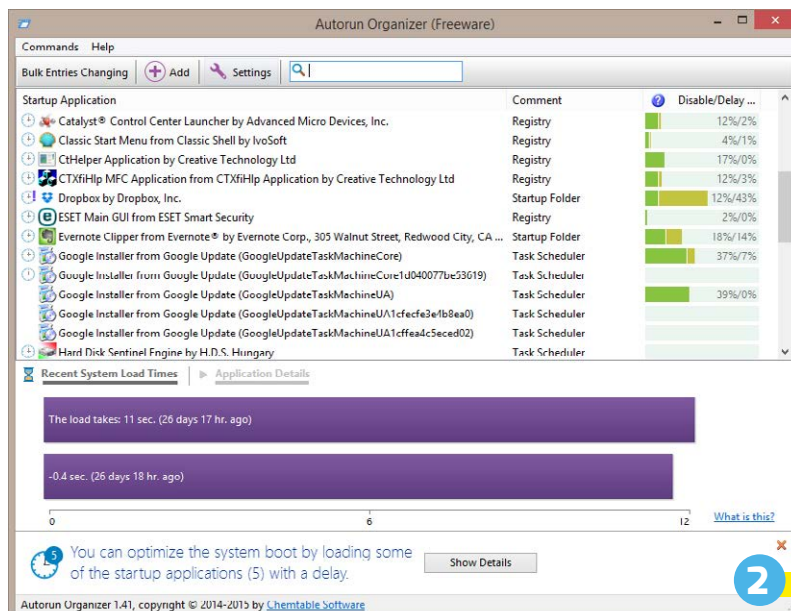 Autorun Organizer (Freeware)
Commands Help
Bulk Entries Changing Add Settings
Startup Application Comment Disable/Delay ...
Catalyst® Control Center Launcher by Advanced Micro Devices, Inc. Registry 12%/2%
Classic Start Menu from Classic Shell by IvoSoft Registry 4%/1%
CtHelper Application by Creative Technology Ltd Registry 17%/0%
CTXfiHlp MFC Application from CTXfiHlp Application by Creative Technology Ltd Registry 12%/3%
Dropbox by Dropbox, Inc. Startup Folder 12%/43%
ESET Main GUI from ESET Smart Security Registry 2%/0%
Evernote Clipper from Evernote® by Evernote Corp., 305 Walnut Street, Redwood City, CA ... Startup Folder 18%/14%
Google Installer from Google Update (GoogleUpdateTaskMachineCore) Task Scheduler 37%/7%
Google Installer from Google Update (GoogleUpdateTaskMachineCore1d040077be53619) Task Scheduler
Google Installer from Google Update (GoogleUpdateTaskMachineUA) Task Scheduler 39%/0%
Google Installer from Google Update (GoogleUpdateTaskMachineUA1cfecfe3e4b8ea0) Task Scheduler
Google Installer from Google Update (GoogleUpdateTaskMachineUA1cffea4c5eced02) Task Scheduler
Hard Disk Sentinel Engine by H.D.S. Hungary Task Scheduler
Recent System Load Times Application Details
The load takes: 11 sec. (26 days 17 hr. ago)
-0.4 sec. (26 days 18 hr. ago)
0 6 12 What is this?
5 You can optimize the system boot by loading some
of the startup applications (5) with a delay.
Show Details
2
Autorun Organizer 1.41, copyright © 2014-2015 by Chemtable Software